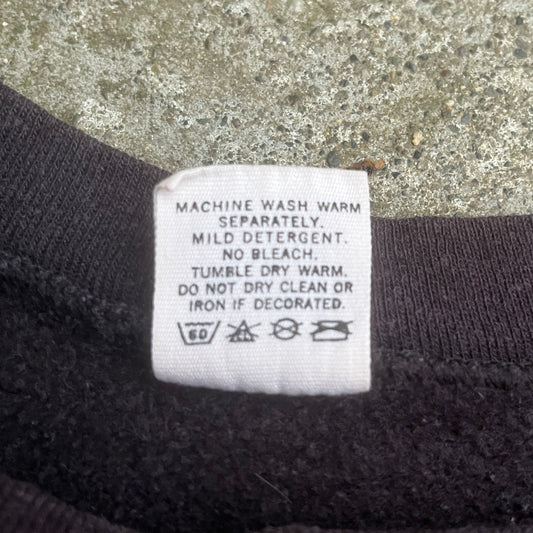 MACHINE WASH WARM
SEPARATELY.
MILD DETERGENT.
NO BLEACH.
TUMBLE DRY WARM.
DO NOT DRY CLEAN OR
IRON IF DECORATED.
60